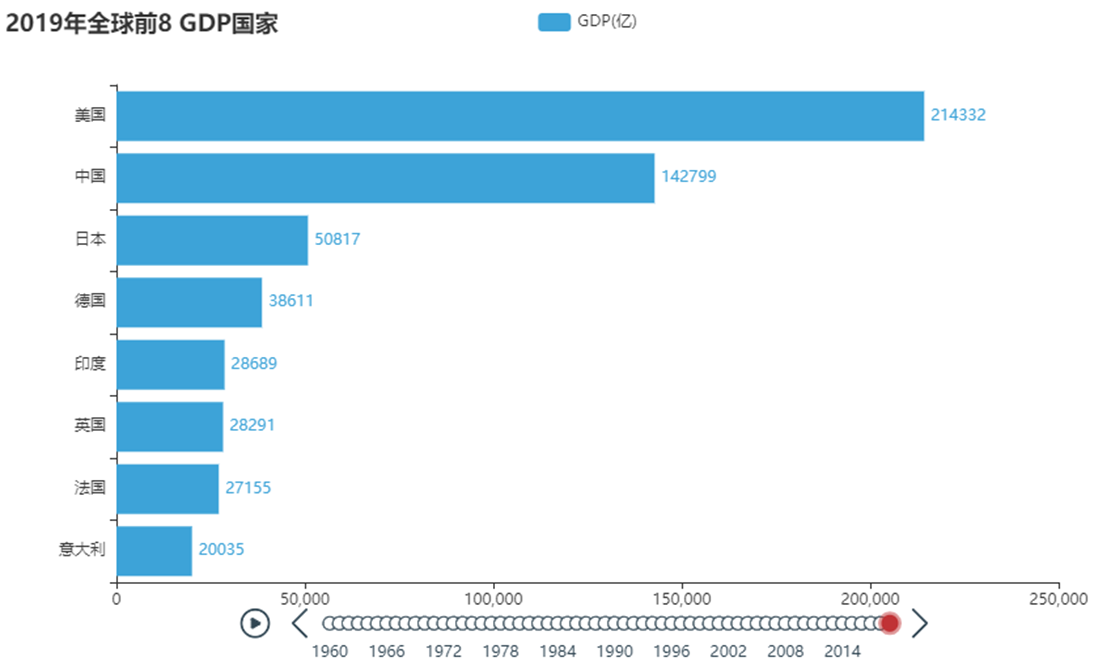 2019年全球前8 GDP国家
GDP(亿)
美国 214332
中国 142799
日本 50817
德国 38611
印度 28689
英国 28291
法国 27155
意大利 20035
0 50,000 100,000 150,000 200,000 250,000
1960 1966 1972 1978 1984 1990 1996 2002 2008 2014